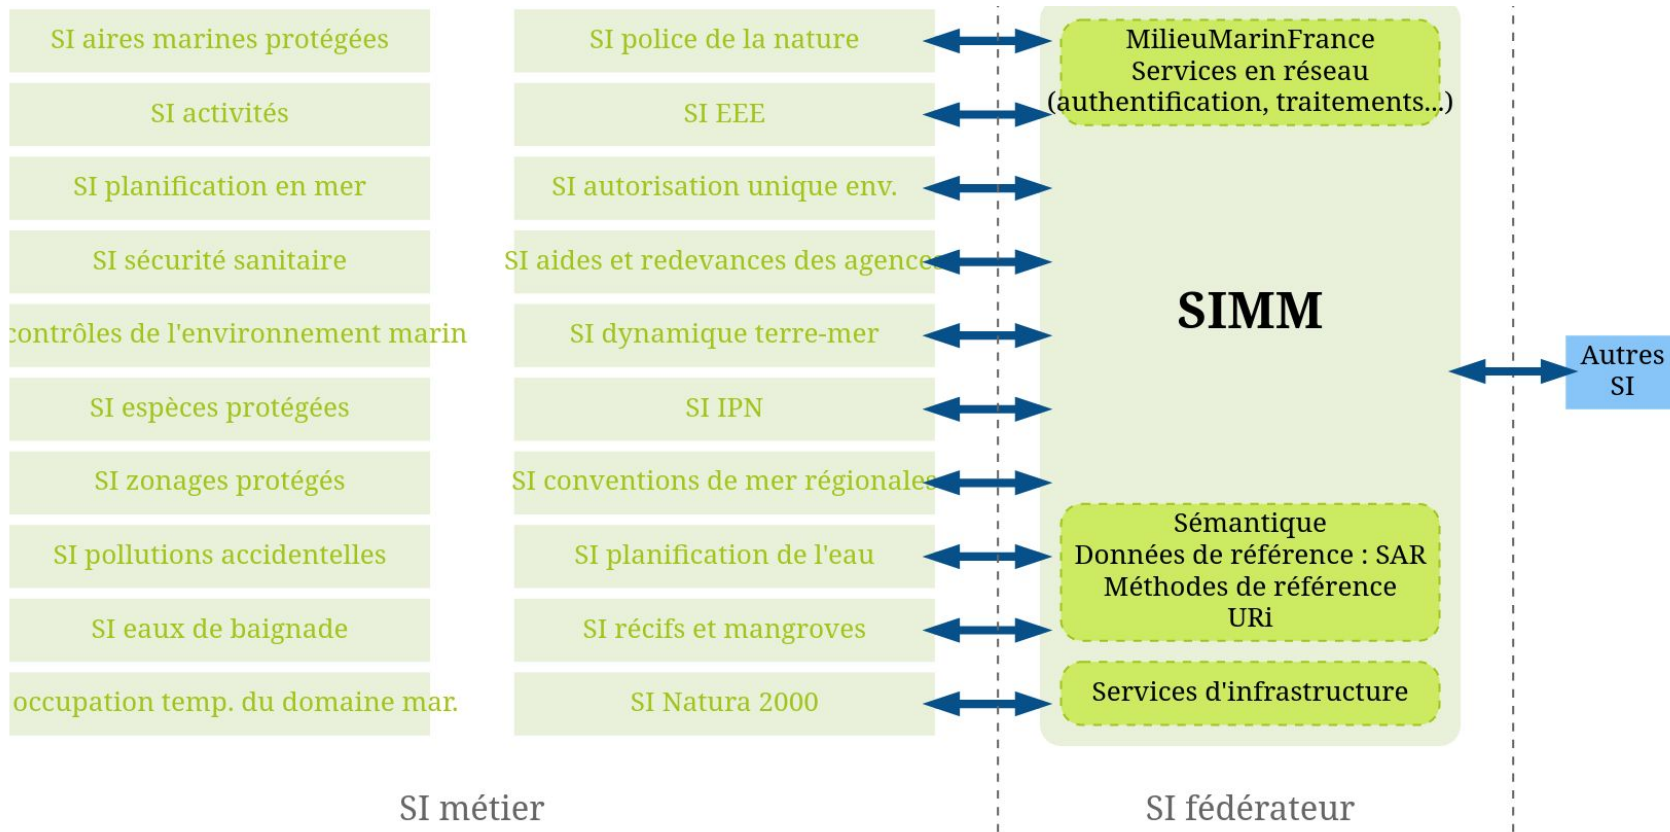 SI aires marines protégées
SI activités
SI planification en mer
SI sécurité sanitaire
contrôles de l'environnement marin
SI espèces protégées
SI zonages protégés
SI pollutions accidentelles
SI eaux de baignade
occupation temp. du domaine mar.
SI police de la nature
SI EEE
SI autorisation unique env.
SI aides et redevances des agences
SI dynamique terre-mer
SI IPN
SI conventions de mer régionales
SI planification de l'eau
SI récifs et mangroves
SI Natura 2000
MilieuMarinFrance
Services en réseau
(authentification, traitements...)
SIMM
Sémantique
Données de référence : SAR
Méthodes de référence
URi
Services d'infrastructure
Autres
SI
SI métier
SI fédérateur